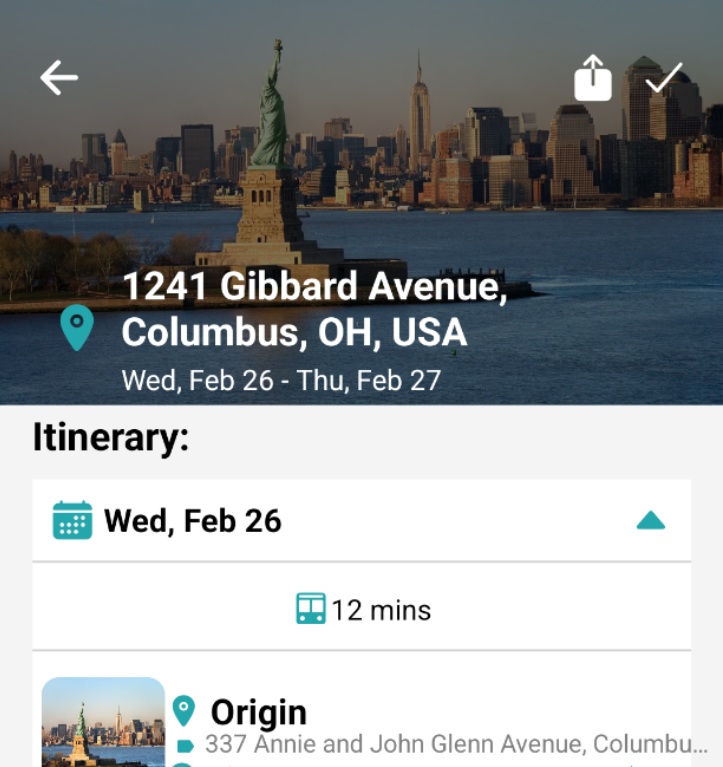 1241 Gibbard Avenue,
Columbus, OH, USA
Wed, Feb 26 - Thu, Feb 27
Itinerary:
Wed, Feb 26
12 mins
Origin
337 Annie and John Glenn Avenue, Columbu...